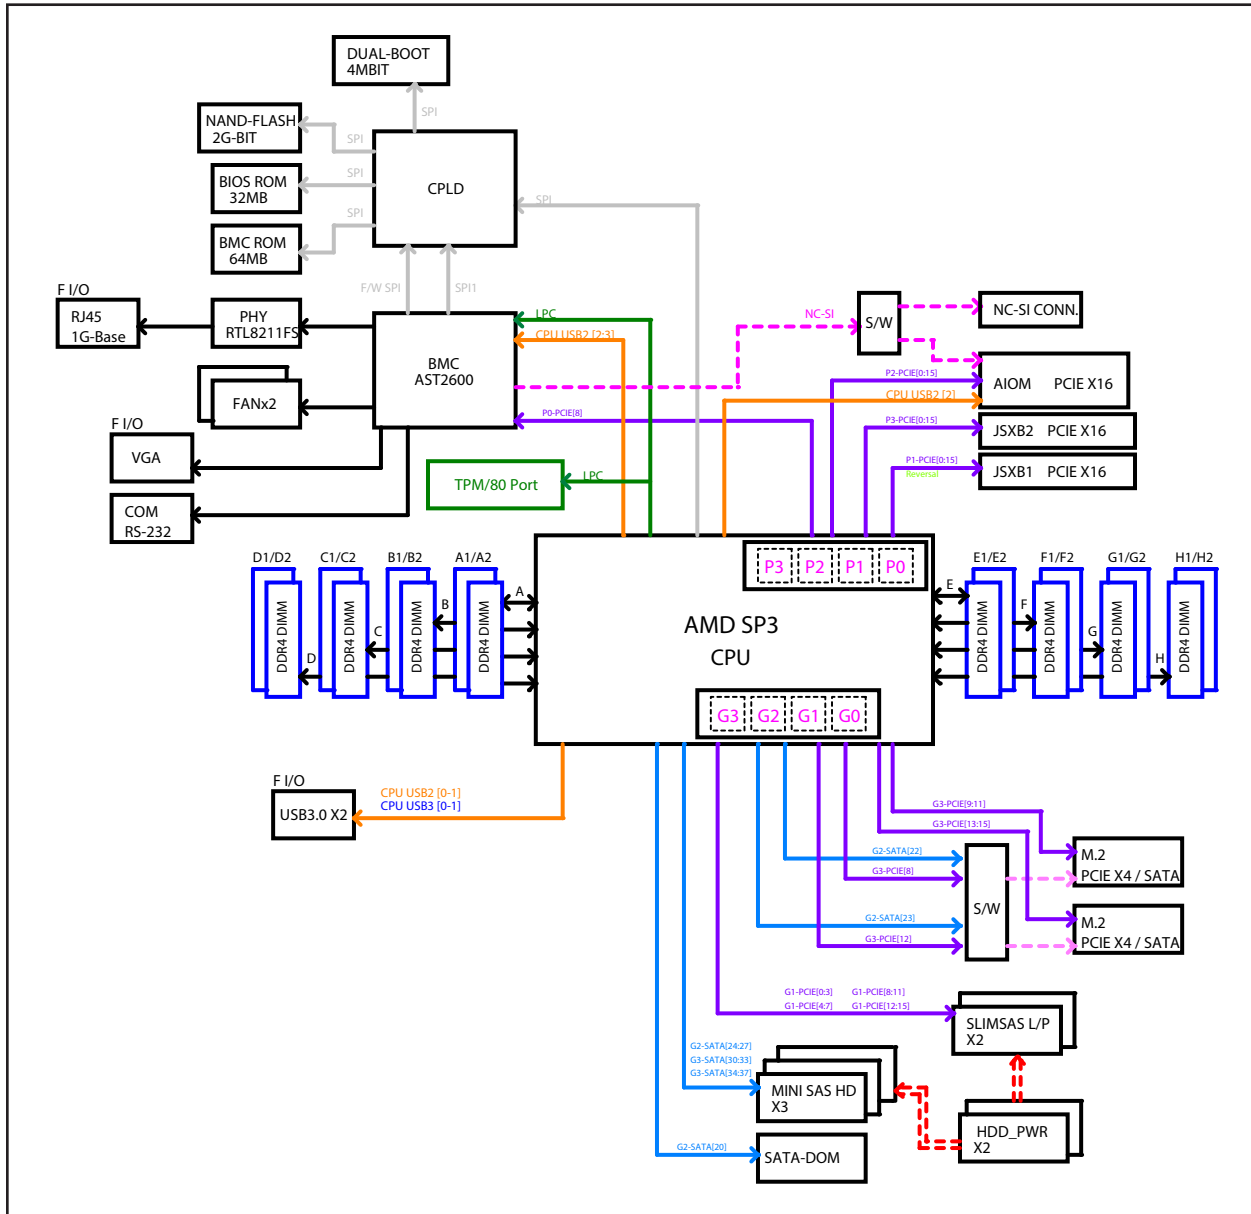 DUAL-BOOT
4MBIT
SPI
NAND-FLASH
2G-BIT
SPI
BIOS ROM
32MB
SPI
CPLD
SPI
BMC ROM
64MB
SPI
F/W SPI
SPI1
F I/O
RJ45
1G-Base
PHY
RTL8211FS
BMC
AST2600
LPC
CPU USB2 [2:3]
NC-SI
S/W
NC-SI CONN.
FANx2
P2-PCIE[0:15]
CPU USB2 [2]
AIOM PCIE X16
P0-PCIE[8]
P3-PCIE[0:15]
JSXB2 PCIE X16
F I/O
VGA
P1-PCIE[0:15]
Reversal
JSXB1 PCIE X16
TPM/80 Port
LPC
COM
RS-232
D1/D2 C1/C2 B1/B2 A1/A2
DDR4 DIMM DDR4 DIMM DDR4 DIMM DDR4 DIMM
A
B
C
D
P3 P2 P1 P0
AMD SP3
CPU
G3 G2 G1 G0
E1/E2 F1/F2 G1/G2 H1/H2
DDR4 DIMM DDR4 DIMM DDR4 DIMM DDR4 DIMM
E
F
G
H
F I/O
USB3.0 X2
CPU USB2 [0-1]
CPU USB3 [0-1]
G3-PCIE[9:11]
G3-PCIE[13:15]
G2-SATA[22]
G3-PCIE[8]
G2-SATA[23]
G3-PCIE[12]
S/W
M.2
PCIE X4 / SATA
M.2
PCIE X4 / SATA
G1-PCIE[0:3] G1-PCIE[8:11]
G1-PCIE[4:7] G1-PCIE[12:15]
SLIMSAS L/P
X2
G2-SATA[24:27]
G3-SATA[30:33]
G3-SATA[34:37]
MINI SAS HD
X3
HDD_PWR
X2
G2-SATA[20]
SATA-DOM